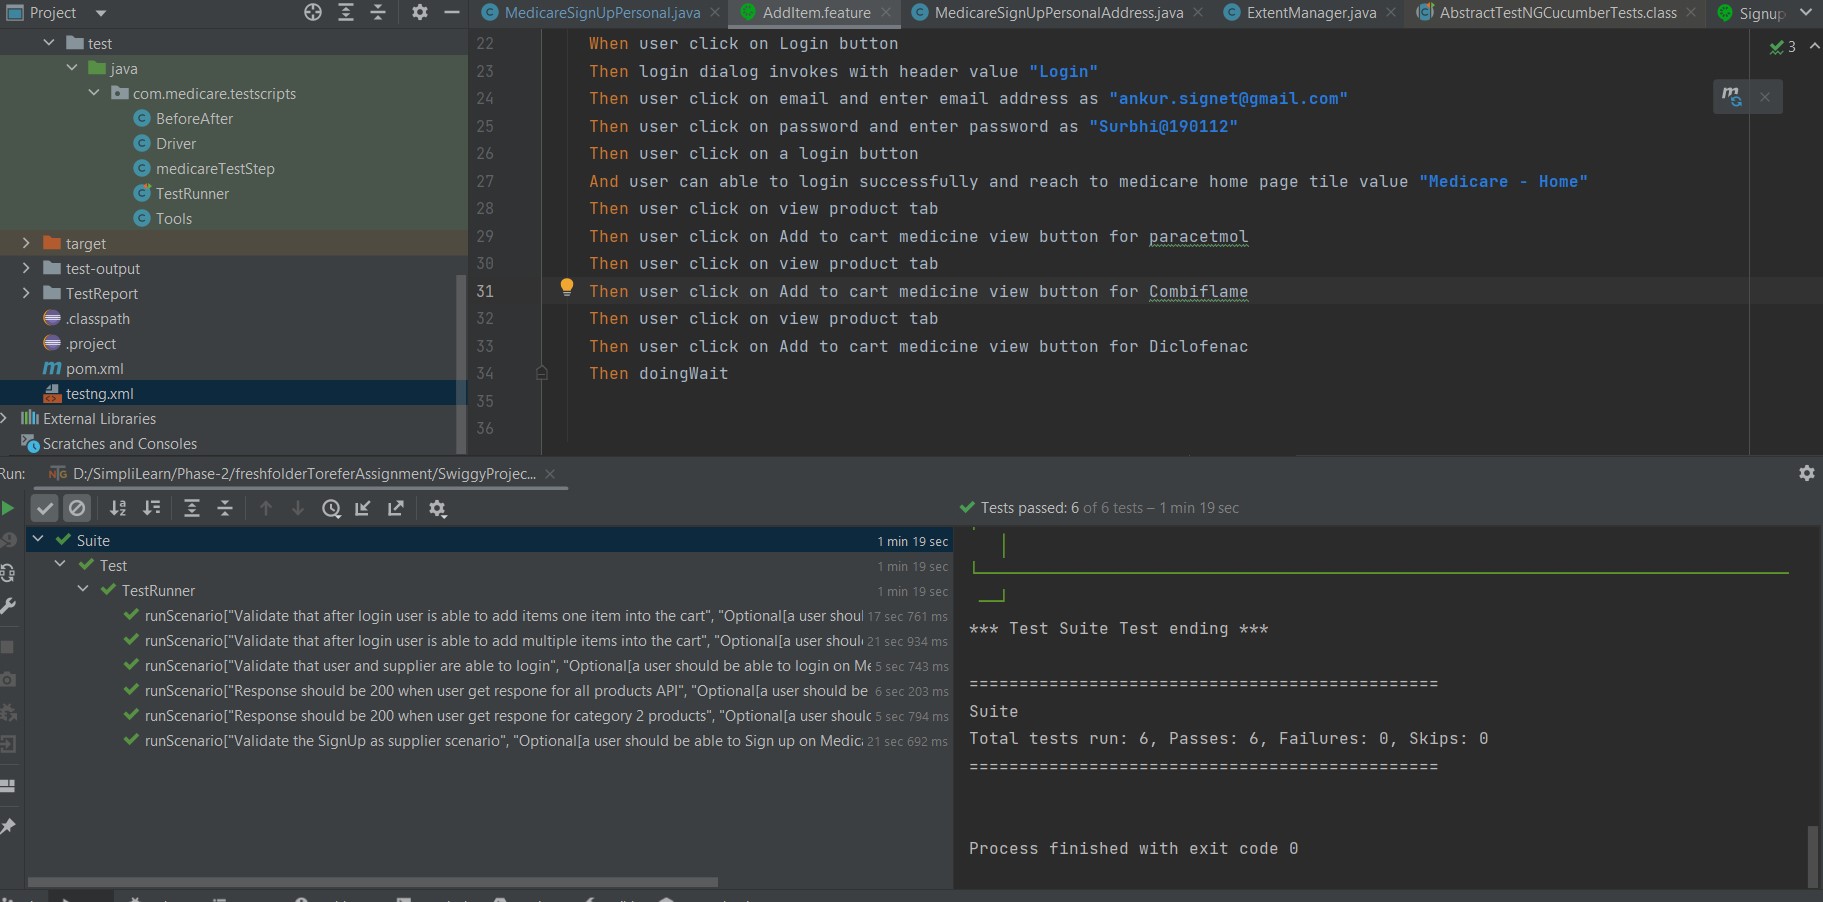 Project
MedicareSignUpPersonal.java
AddItem.feature
MedicareSignUpPersonalAddress.java
ExtentManager.java
AbstractTestNGCucumberTests.class
Signup
test
java
com.medicare.testscripts
BeforeAfter
Driver
medicareTestStep
TestRunner
Tools
target
test-output
TestReport
.classpath
.project
pom.xml
testng.xml
External Libraries
Scratches and Consoles
22 When user click on Login button
23 Then login dialog invokes with header value "Login"
24 Then user click on email and enter email address as "ankur.signet@gmail.com"
25 Then user click on password and enter password as "Surbhi@190112"
26 Then user click on a login button
27 And user can able to login successfully and reach to medicare home page tile value "Medicare - Home"
28 Then user click on view product tab
29 Then user click on Add to cart medicine view button for paracetmol
30 Then user click on view product tab
31 Then user click on Add to cart medicine view button for Combiflame
32 Then user click on view product tab
33 Then user click on Add to cart medicine view button for Diclofenac
34 Then doingWait
35
36
3
Run: D:/SimpliLearn/Phase-2/freshfolderToreferAssignment/SwiggyProjec...
Tests passed: 6 of 6 tests – 1 min 19 sec
Suite 1 min 19 sec
Test 1 min 19 sec
TestRunner 1 min 19 sec
runScenario["Validate that after login user is able to add items one item into the cart", "Optional[a user shoul 17 sec 761 ms
runScenario["Validate that after login user is able to add multiple items into the cart", "Optional[a user shoul 21 sec 934 ms
runScenario["Validate that user and supplier are able to login", "Optional[a user should be able to login on Me 5 sec 743 ms
runScenario["Response should be 200 when user get respone for all products API", "Optional[a user should be 6 sec 203 ms
runScenario["Response should be 200 when user get respone for category 2 products", "Optional[a user shoulc 5 sec 794 ms
runScenario["Validate the SignUp as supplier scenario", "Optional[a user should be able to Sign up on Medica 21 sec 692 ms
*** Test Suite Test ending ***
===============================================
Suite
Total tests run: 6, Passes: 6, Failures: 0, Skips: 0
===============================================
Process finished with exit code 0